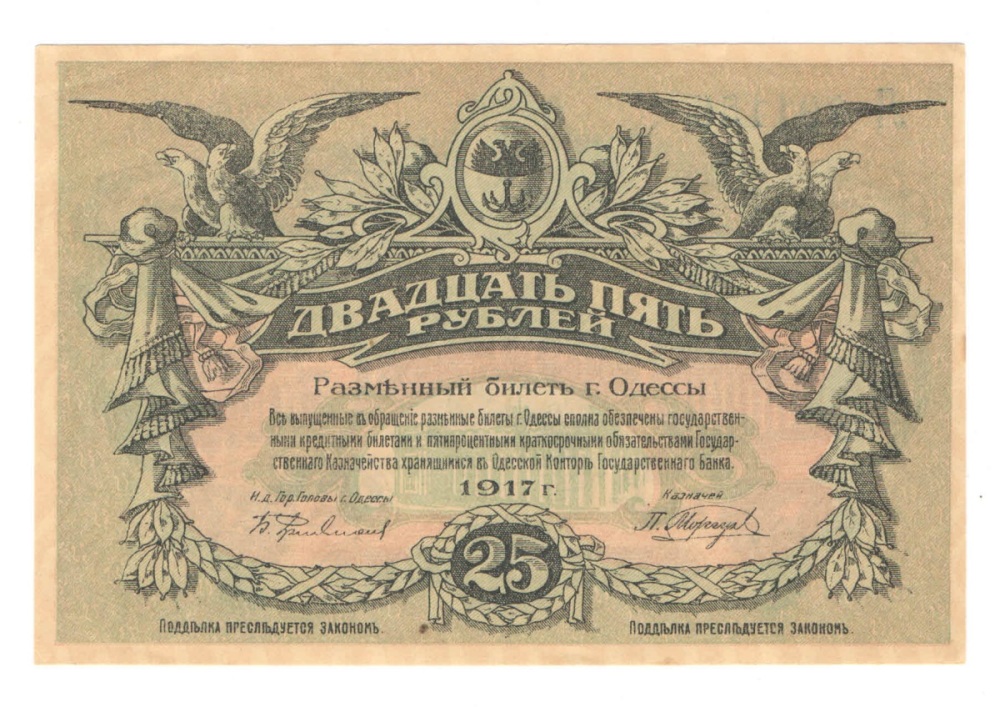 ДВАДЦАТЬ ПЯТЬ
РУБЛЕЙ
Размѣнный билетъ г. Одессы
Всѣ выпущенные въ обращеніе размѣнные билеты г. Одессы вполнѣ обезпечены государствен-
ными кредитными билетами и пятипроцентными краткосрочными обязательствами Государ-
ственнаго Казначейства хранящимися въ Одесской Конторѣ Государственнаго Банка.
1917 г.
И.д. Гор. Головы г. Одессы
Казначей
25
Поддѣлка преслѣдуется закономъ.
Поддѣлка преслѣдуется закономъ.